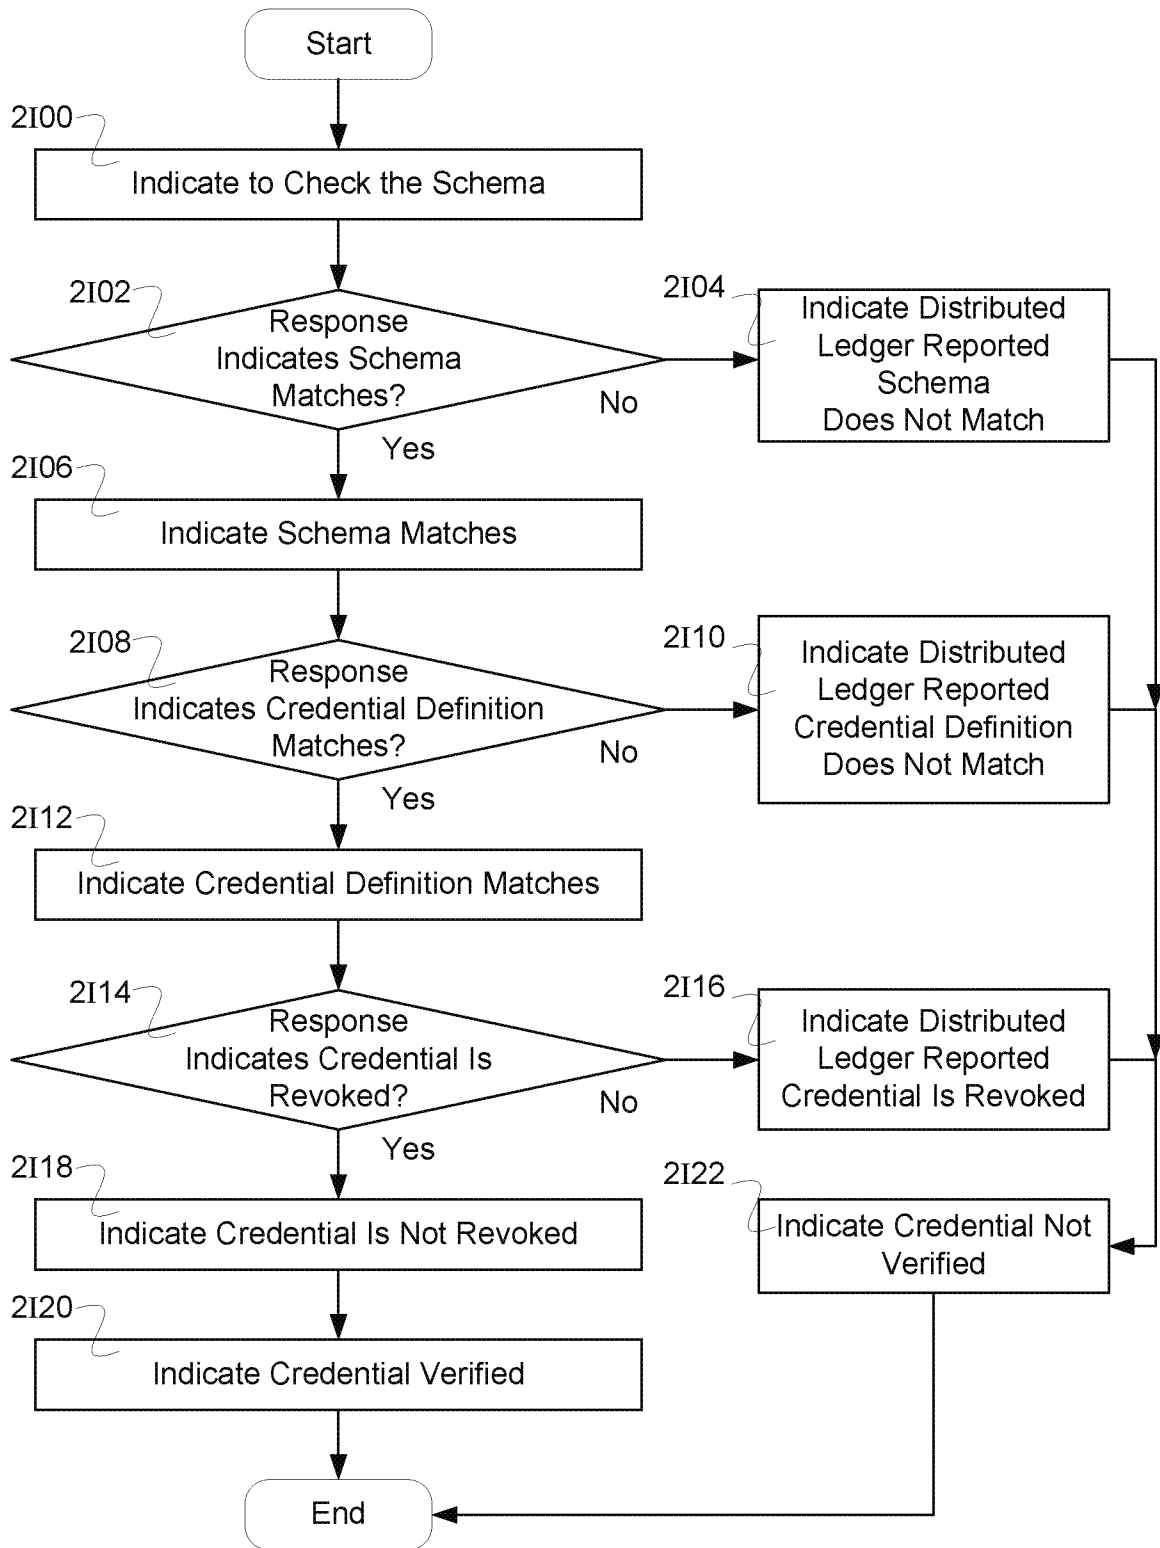 Start
2I00
Indicate to Check the Schema
2I02
Response
Indicates Schema
Matches?
No
Yes
2I04
Indicate Distributed
Ledger Reported
Schema
Does Not Match
2I06
Indicate Schema Matches
2I08
Response
Indicates Credential Definition
Matches?
No
Yes
2I10
Indicate Distributed
Ledger Reported
Credential Definition
Does Not Match
2I12
Indicate Credential Definition Matches
2I14
Response
Indicates Credential Is
Revoked?
No
Yes
2I16
Indicate Distributed
Ledger Reported
Credential Is Revoked
2I18
Indicate Credential Is Not Revoked
2I22
Indicate Credential Not
Verified
2I20
Indicate Credential Verified
End